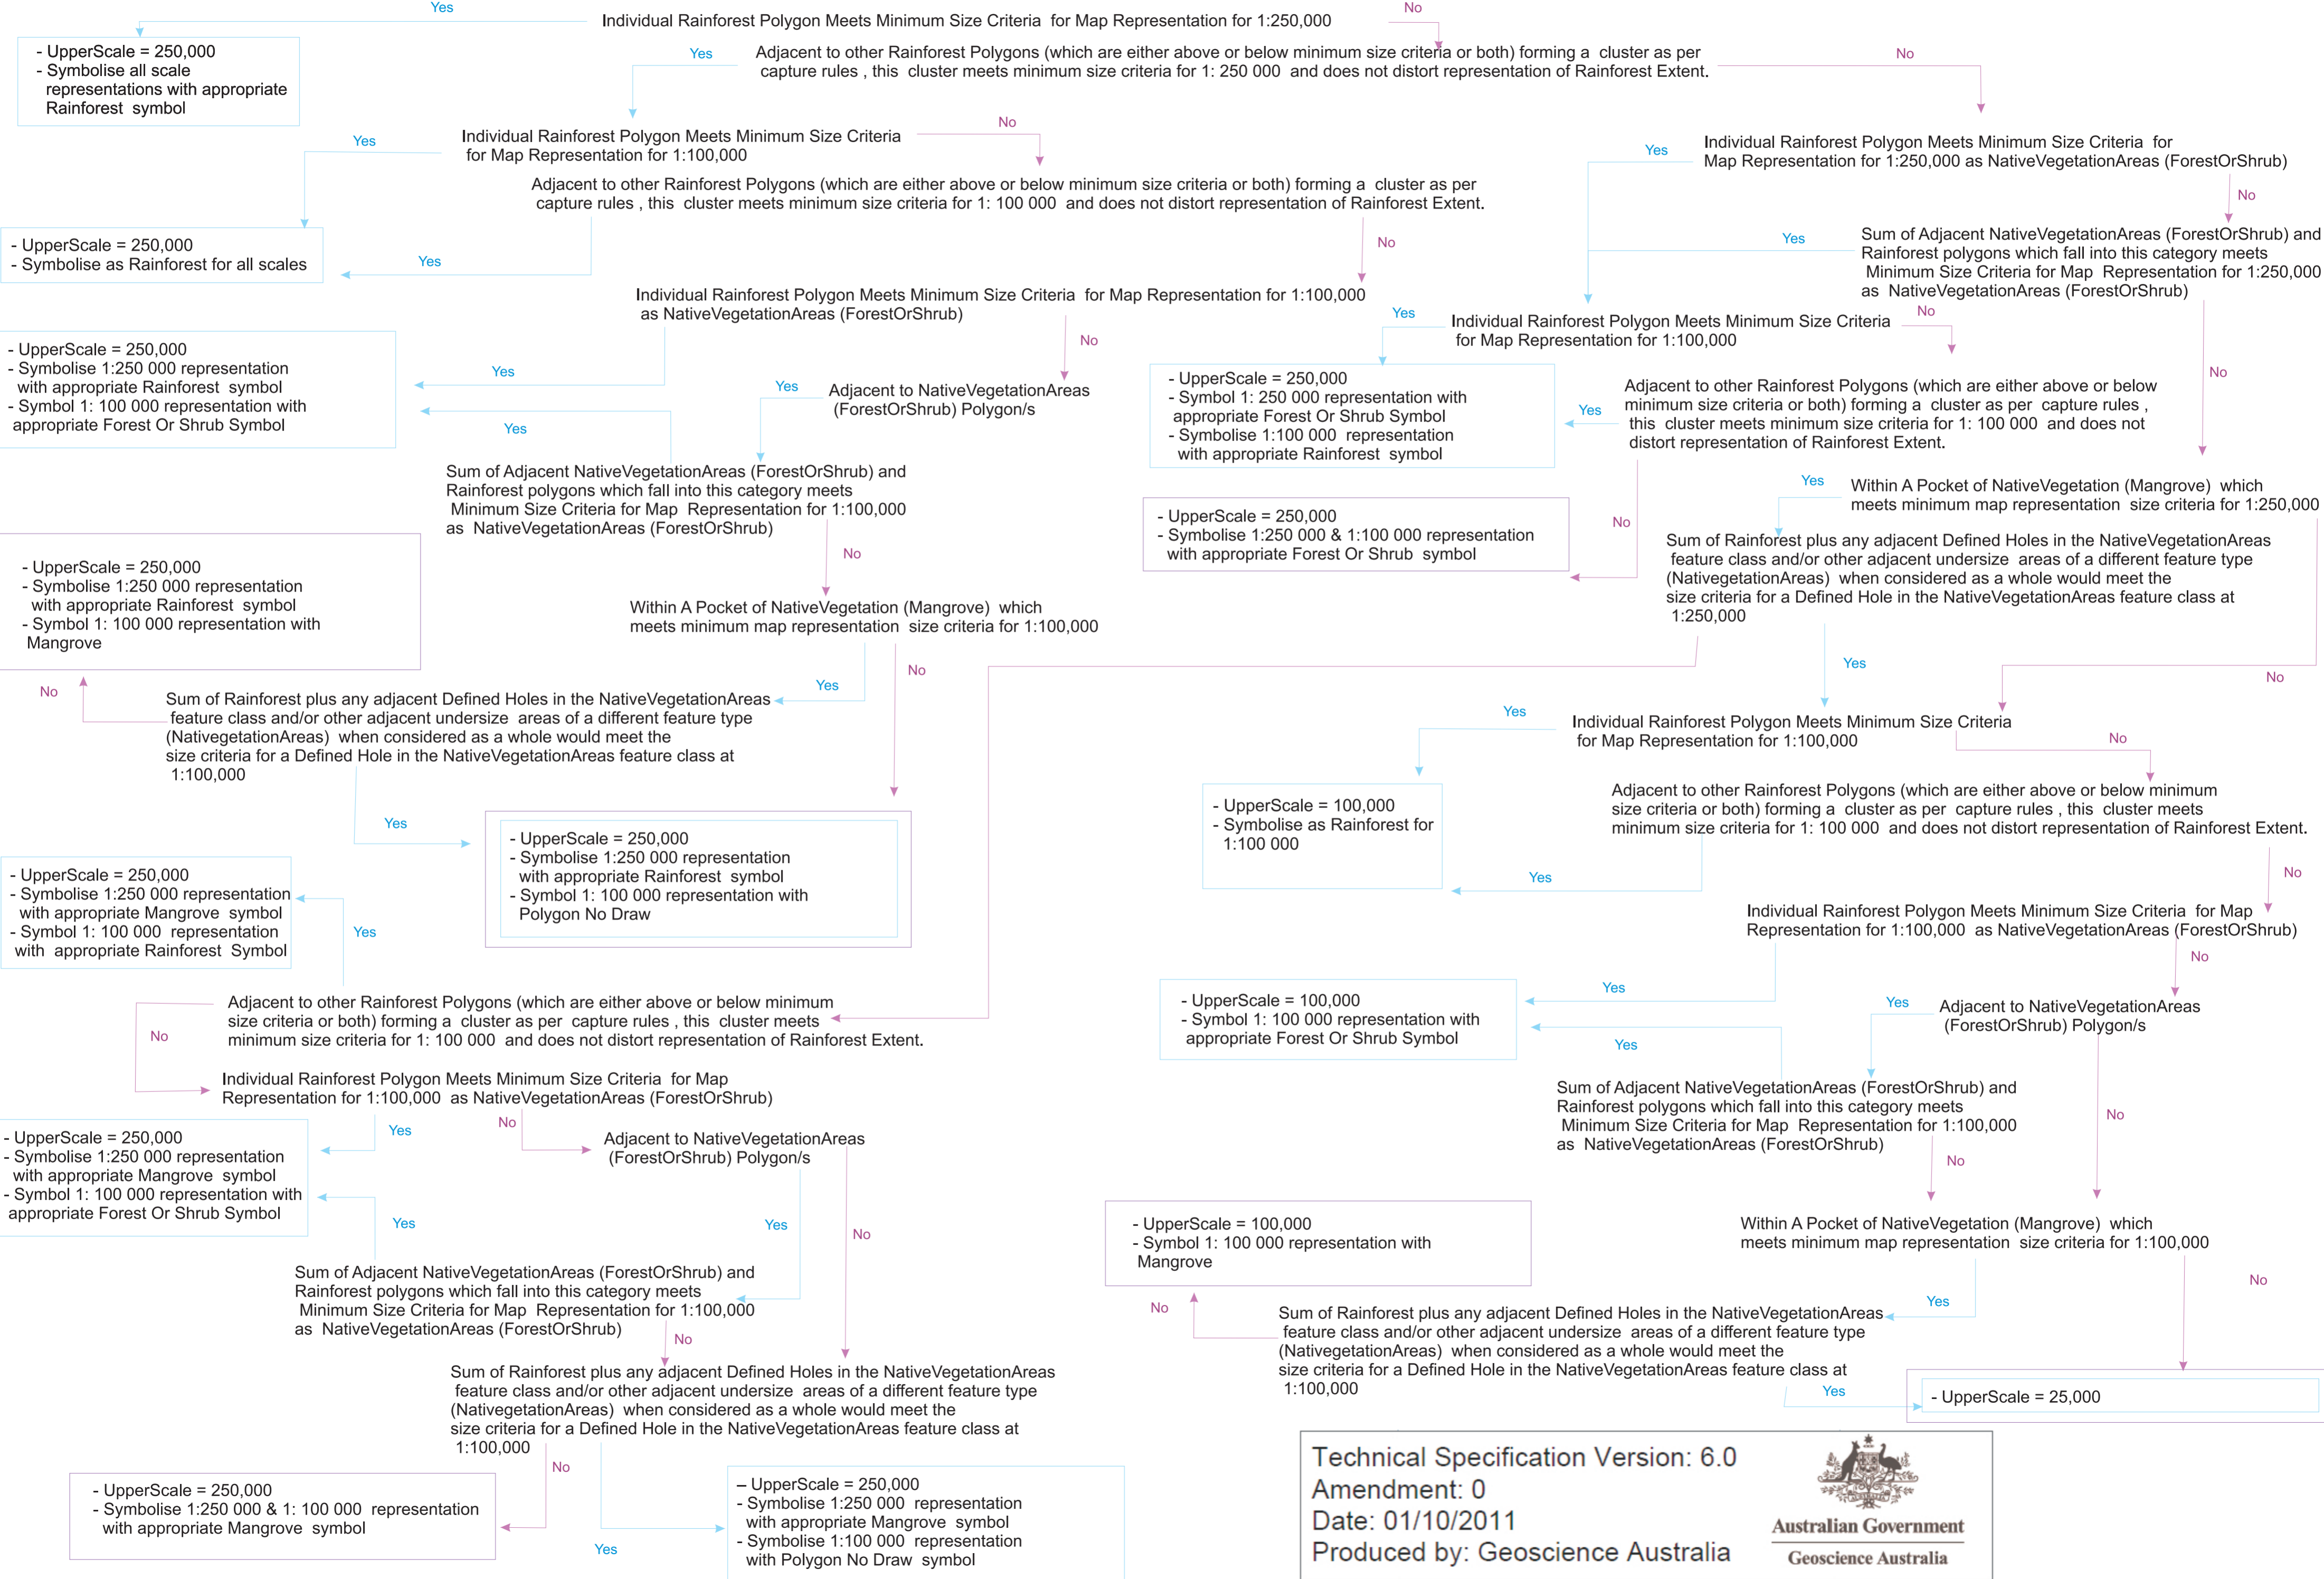 Yes
Individual Rainforest Polygon Meets Minimum Size Criteria for Map Representation for 1:250,000
No
- UpperScale = 250,000
- Symbolise all scale
representations with appropriate
Rainforest symbol
Yes
Adjacent to other Rainforest Polygons (which are either above or below minimum size criteria or both) forming a cluster as per
capture rules , this cluster meets minimum size criteria for 1: 250 000 and does not distort representation of Rainforest Extent.
No
Yes
Individual Rainforest Polygon Meets Minimum Size Criteria
for Map Representation for 1:100,000
No
Yes
Individual Rainforest Polygon Meets Minimum Size Criteria for
Map Representation for 1:250,000 as NativeVegetationAreas (ForestOrShrub)
No
Adjacent to other Rainforest Polygons (which are either above or below minimum size criteria or both) forming a cluster as per
capture rules , this cluster meets minimum size criteria for 1: 100 000 and does not distort representation of Rainforest Extent.
- UpperScale = 250,000
- Symbolise as Rainforest for all scales
Yes
No
Yes
Sum of Adjacent NativeVegetationAreas (ForestOrShrub) and
Rainforest polygons which fall into this category meets
Minimum Size Criteria for Map Representation for 1:250,000
as NativeVegetationAreas (ForestOrShrub)
Individual Rainforest Polygon Meets Minimum Size Criteria for Map Representation for 1:100,000
as NativeVegetationAreas (ForestOrShrub)
No
Yes
Individual Rainforest Polygon Meets Minimum Size Criteria
for Map Representation for 1:100,000
No
No
- UpperScale = 250,000
- Symbolise 1:250 000 representation
with appropriate Rainforest symbol
- Symbol 1: 100 000 representation with
appropriate Forest Or Shrub Symbol
Yes
Yes
Yes
Adjacent to NativeVegetationAreas
(ForestOrShrub) Polygon/s
- UpperScale = 250,000
- Symbol 1: 250 000 representation with
appropriate Forest Or Shrub Symbol
- Symbolise 1:100 000 representation
with appropriate Rainforest symbol
Yes
Adjacent to other Rainforest Polygons (which are either above or below
minimum size criteria or both) forming a cluster as per capture rules ,
this cluster meets minimum size criteria for 1: 100 000 and does not
distort representation of Rainforest Extent.
Sum of Adjacent NativeVegetationAreas (ForestOrShrub) and
Rainforest polygons which fall into this category meets
Minimum Size Criteria for Map Representation for 1:100,000
as NativeVegetationAreas (ForestOrShrub)
No
Yes
Within A Pocket of NativeVegetation (Mangrove) which
meets minimum map representation size criteria for 1:250,000
- UpperScale = 250,000
- Symbolise 1:250 000 & 1:100 000 representation
with appropriate Forest Or Shrub symbol
No
Sum of Rainforest plus any adjacent Defined Holes in the NativeVegetationAreas
feature class and/or other adjacent undersize areas of a different feature type
(NativegetationAreas) when considered as a whole would meet the
size criteria for a Defined Hole in the NativeVegetationAreas feature class at
1:250,000
- UpperScale = 250,000
- Symbolise 1:250 000 representation
with appropriate Rainforest symbol
- Symbol 1: 100 000 representation with
Mangrove
Within A Pocket of NativeVegetation (Mangrove) which
meets minimum map representation size criteria for 1:100,000
Yes
No
No
Yes
No
Sum of Rainforest plus any adjacent Defined Holes in the NativeVegetationAreas
feature class and/or other adjacent undersize areas of a different feature type
(NativegetationAreas) when considered as a whole would meet the
size criteria for a Defined Hole in the NativeVegetationAreas feature class at
1:100,000
Yes
Individual Rainforest Polygon Meets Minimum Size Criteria
for Map Representation for 1:100,000
No
Yes
- UpperScale = 250,000
- Symbolise 1:250 000 representation
with appropriate Rainforest symbol
- Symbol 1: 100 000 representation with
Polygon No Draw
- UpperScale = 100,000
- Symbolise as Rainforest for
1:100 000
Adjacent to other Rainforest Polygons (which are either above or below minimum
size criteria or both) forming a cluster as per capture rules , this cluster meets
minimum size criteria for 1: 100 000 and does not distort representation of Rainforest Extent.
Yes
No
- UpperScale = 250,000
- Symbolise 1:250 000 representation
with appropriate Mangrove symbol
- Symbol 1: 100 000 representation
with appropriate Rainforest Symbol
Yes
Individual Rainforest Polygon Meets Minimum Size Criteria for Map
Representation for 1:100,000 as NativeVegetationAreas (ForestOrShrub)
No
Adjacent to other Rainforest Polygons (which are either above or below minimum
size criteria or both) forming a cluster as per capture rules , this cluster meets
minimum size criteria for 1: 100 000 and does not distort representation of Rainforest Extent.
No
- UpperScale = 100,000
- Symbol 1: 100 000 representation with
appropriate Forest Or Shrub Symbol
Yes
Yes
Yes
Adjacent to NativeVegetationAreas
(ForestOrShrub) Polygon/s
Individual Rainforest Polygon Meets Minimum Size Criteria for Map
Representation for 1:100,000 as NativeVegetationAreas (ForestOrShrub)
Sum of Adjacent NativeVegetationAreas (ForestOrShrub) and
Rainforest polygons which fall into this category meets
Minimum Size Criteria for Map Representation for 1:100,000
as NativeVegetationAreas (ForestOrShrub)
No
No
- UpperScale = 250,000
- Symbolise 1:250 000 representation
with appropriate Mangrove symbol
- Symbol 1: 100 000 representation with
appropriate Forest Or Shrub Symbol
Yes
No
Adjacent to NativeVegetationAreas
(ForestOrShrub) Polygon/s
Yes
Yes
No
- UpperScale = 100,000
- Symbol 1: 100 000 representation with
Mangrove
Within A Pocket of NativeVegetation (Mangrove) which
meets minimum map representation size criteria for 1:100,000
No
Sum of Adjacent NativeVegetationAreas (ForestOrShrub) and
Rainforest polygons which fall into this category meets
Minimum Size Criteria for Map Representation for 1:100,000
as NativeVegetationAreas (ForestOrShrub)
No
No
Yes
Sum of Rainforest plus any adjacent Defined Holes in the NativeVegetationAreas
feature class and/or other adjacent undersize areas of a different feature type
(NativegetationAreas) when considered as a whole would meet the
size criteria for a Defined Hole in the NativeVegetationAreas feature class at
1:100,000
Yes
- UpperScale = 25,000
Sum of Rainforest plus any adjacent Defined Holes in the NativeVegetationAreas
feature class and/or other adjacent undersize areas of a different feature type
(NativegetationAreas) when considered as a whole would meet the
size criteria for a Defined Hole in the NativeVegetationAreas feature class at
1:100,000
No
Yes
- UpperScale = 250,000
- Symbolise 1:250 000 & 1: 100 000 representation
with appropriate Mangrove symbol
– UpperScale = 250,000
- Symbolise 1:250 000 representation
with appropriate Mangrove symbol
- Symbolise 1:100 000 representation
with Polygon No Draw symbol
Technical Specification Version: 6.0
Amendment: 0
Date: 01/10/2011
Produced by: Geoscience Australia
Australian Government
Geoscience Australia